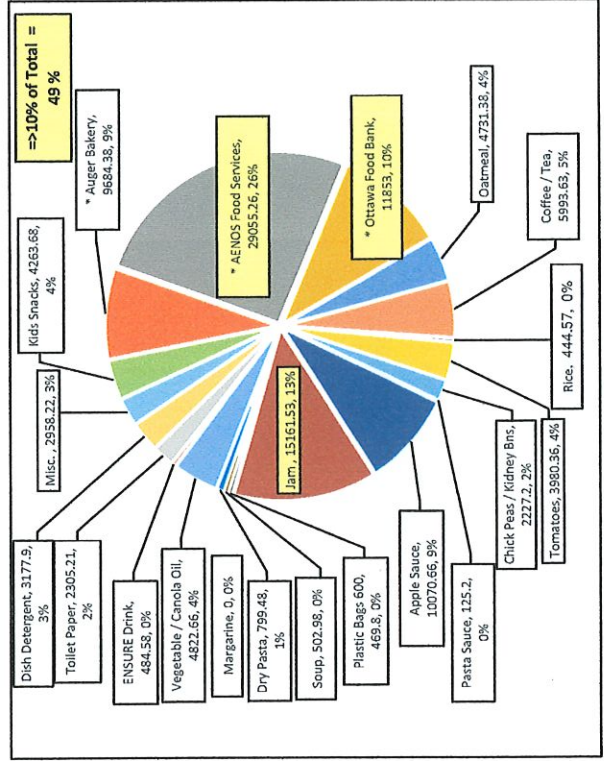 =>10% of Total =
49 %
* Auger Bakery,
9684.38, 9%
* AENOS Food Services,
29055.26, 26%
* Ottawa Food Bank,
11853, 10%
Oatmeal, 4731.38, 4%
Coffee / Tea,
5993.63, 5%
Rice. 444.57, 0%
Tomatoes, 3980.36, 4%
Chick Peas / Kidney Bns,
2227.2, 2%
Pasta Sauce, 125.2,
0%
Apple Sauce,
10070.66, 9%
Jam , 15161.53, 13%
Plastic Bags 600,
469.8, 0%
Soup, 502.98, 0%
Dry Pasta, 799.48,
1%
Margarine, 0, 0%
Vegetable / Canola Oil,
4822.66, 4%
ENSURE Drink,
484.58, 0%
Toilet Paper, 2305.21,
2%
Dish Detergent, 3177.9,
3%
Misc. , 2958.22, 3%
Kids Snacks, 4263.68,
4%